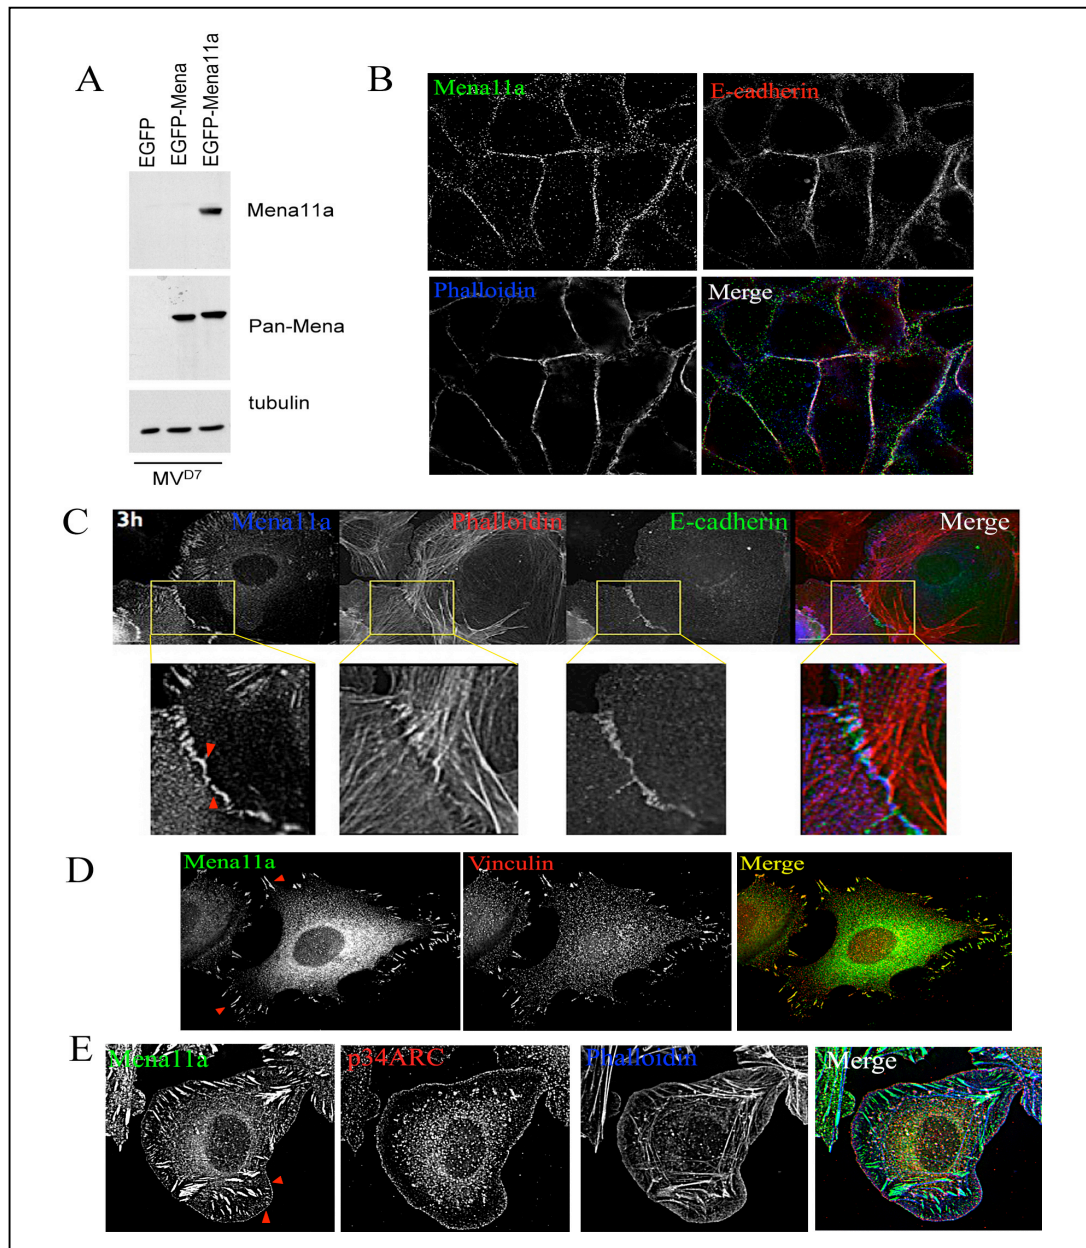 A
EGFP
EGFP-Mena
EGFP-Mena11a
Mena11a
Pan-Mena
tubulin
MVD7
B
Mena11a
E-cadherin
Phalloidin
Merge
C
3h
Mena11a
Phalloidin
E-cadherin
Merge
D
Mena11a
Vinculin
Merge
E
Mena11a
p34ARC
Phalloidin
Merge